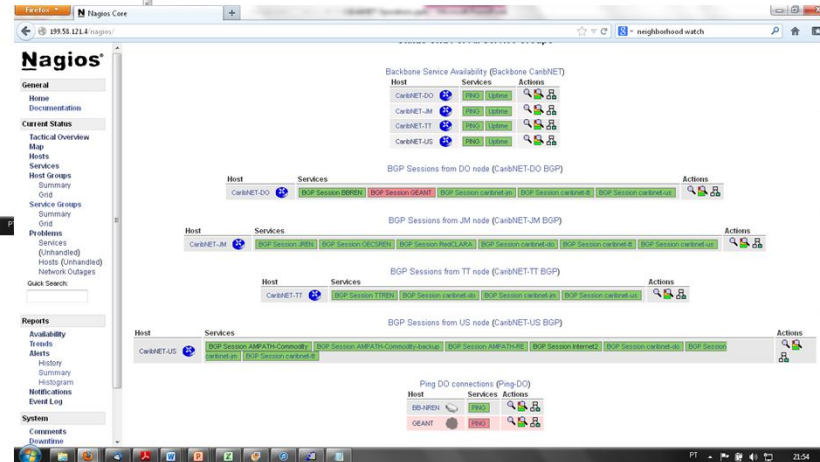 Firefox
Nagios Core
+
199.58.121.4/nagios/
neighborhood watch
Nagios®
General
Home
Documentation
Current Status
Tactical Overview
Map
Hosts
Services
Host Groups
Summary
Grid
Service Groups
Summary
Grid
Problems
Services
(Unhandled)
Hosts (Unhandled)
Network Outages
Quick Search:
Reports
Availability
Trends
Alerts
History
Summary
Histogram
Notifications
Event Log
System
Comments
Downtime
Backbone Service Availability (Backbone CaribNET)
Host Services Actions
CaribNET-DO PING Uptime
CaribNET-JM PING Uptime
CaribNET-TT PING Uptime
CaribNET-US PING Uptime
BGP Sessions from DO node (CaribNET-DO BGP)
Host Services Actions
CaribNET-DO BGP Session BBREN BGP Session GEANT BGP Session caribnet-jm BGP Session caribnet-tt BGP Session caribnet-us
BGP Sessions from JM node (CaribNET-JM BGP)
Host Services Actions
CaribNET-JM BGP Session JREN BGP Session OECSREN BGP Session RedCLARA BGP Session caribnet-do BGP Session caribnet-tt BGP Session caribnet-us
BGP Sessions from TT node (CaribNET-TT BGP)
Host Services Actions
CaribNET-TT BGP Session TTREN BGP Session caribnet-do BGP Session caribnet-jm BGP Session caribnet-us
BGP Sessions from US node (CaribNET-US BGP)
Host Services Actions
CaribNET-US BGP Session AMPATH-Commodity BGP Session AMPATH-Commodity-backup BGP Session AMPATH-RE BGP Session Internet2 BGP Session caribnet-do BGP Session
caribnet-jm BGP Session caribnet-tt
Ping DO connections (Ping-DO)
Host Services Actions
BB-NREN PING
GEANT PING
PT 21:54